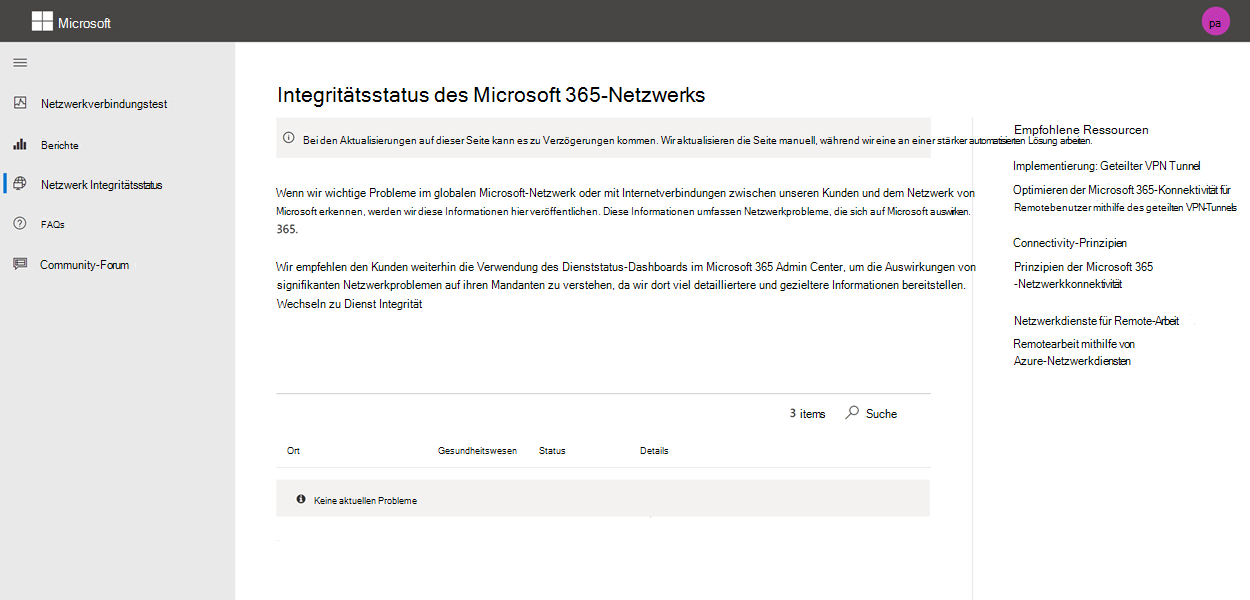 Microsoft
pa
Netzwerkverbindungstest
Berichte
Netzwerk Integritätsstatus
FAQs
Community-Forum
Integritätsstatus des Microsoft 365-Netzwerks
Bei den Aktualisierungen auf dieser Seite kann es zu Verzögerungen kommen. Wir aktualisieren die Seite manuell, während wir eine an einer stärker automatisierten Lösung arbeiten.
Wenn wir wichtige Probleme im globalen Microsoft-Netzwerk oder mit Internetverbindungen zwischen unseren Kunden und dem Netzwerk von
Microsoft erkennen, werden wir diese Informationen hier veröffentlichen. Diese Informationen umfassen Netzwerkprobleme, die sich auf Microsoft auswirken.
365.
Wir empfehlen den Kunden weiterhin die Verwendung des Dienststatus-Dashboards im Microsoft 365 Admin Center, um die Auswirkungen von
signifikanten Netzwerkproblemen auf ihren Mandanten zu verstehen, da wir dort viel detailliertere und gezieltere Informationen bereitstellen.
Wechseln zu Dienst Integrität
3 items
Suche
Ort Gesundheitswesen Status Details
Keine aktuellen Probleme
Empfohlene Ressourcen
Implementierung: Geteilter VPN Tunnel
Optimieren der Microsoft 365-Konnektivität für
Remotebenutzer mithilfe des geteilten VPN-Tunnels
Connectivity-Prinzipien
Prinzipien der Microsoft 365
-Netzwerkkonnektivität
Netzwerkdienste für Remote-Arbeit
Remotearbeit mithilfe von
Azure-Netzwerkdiensten